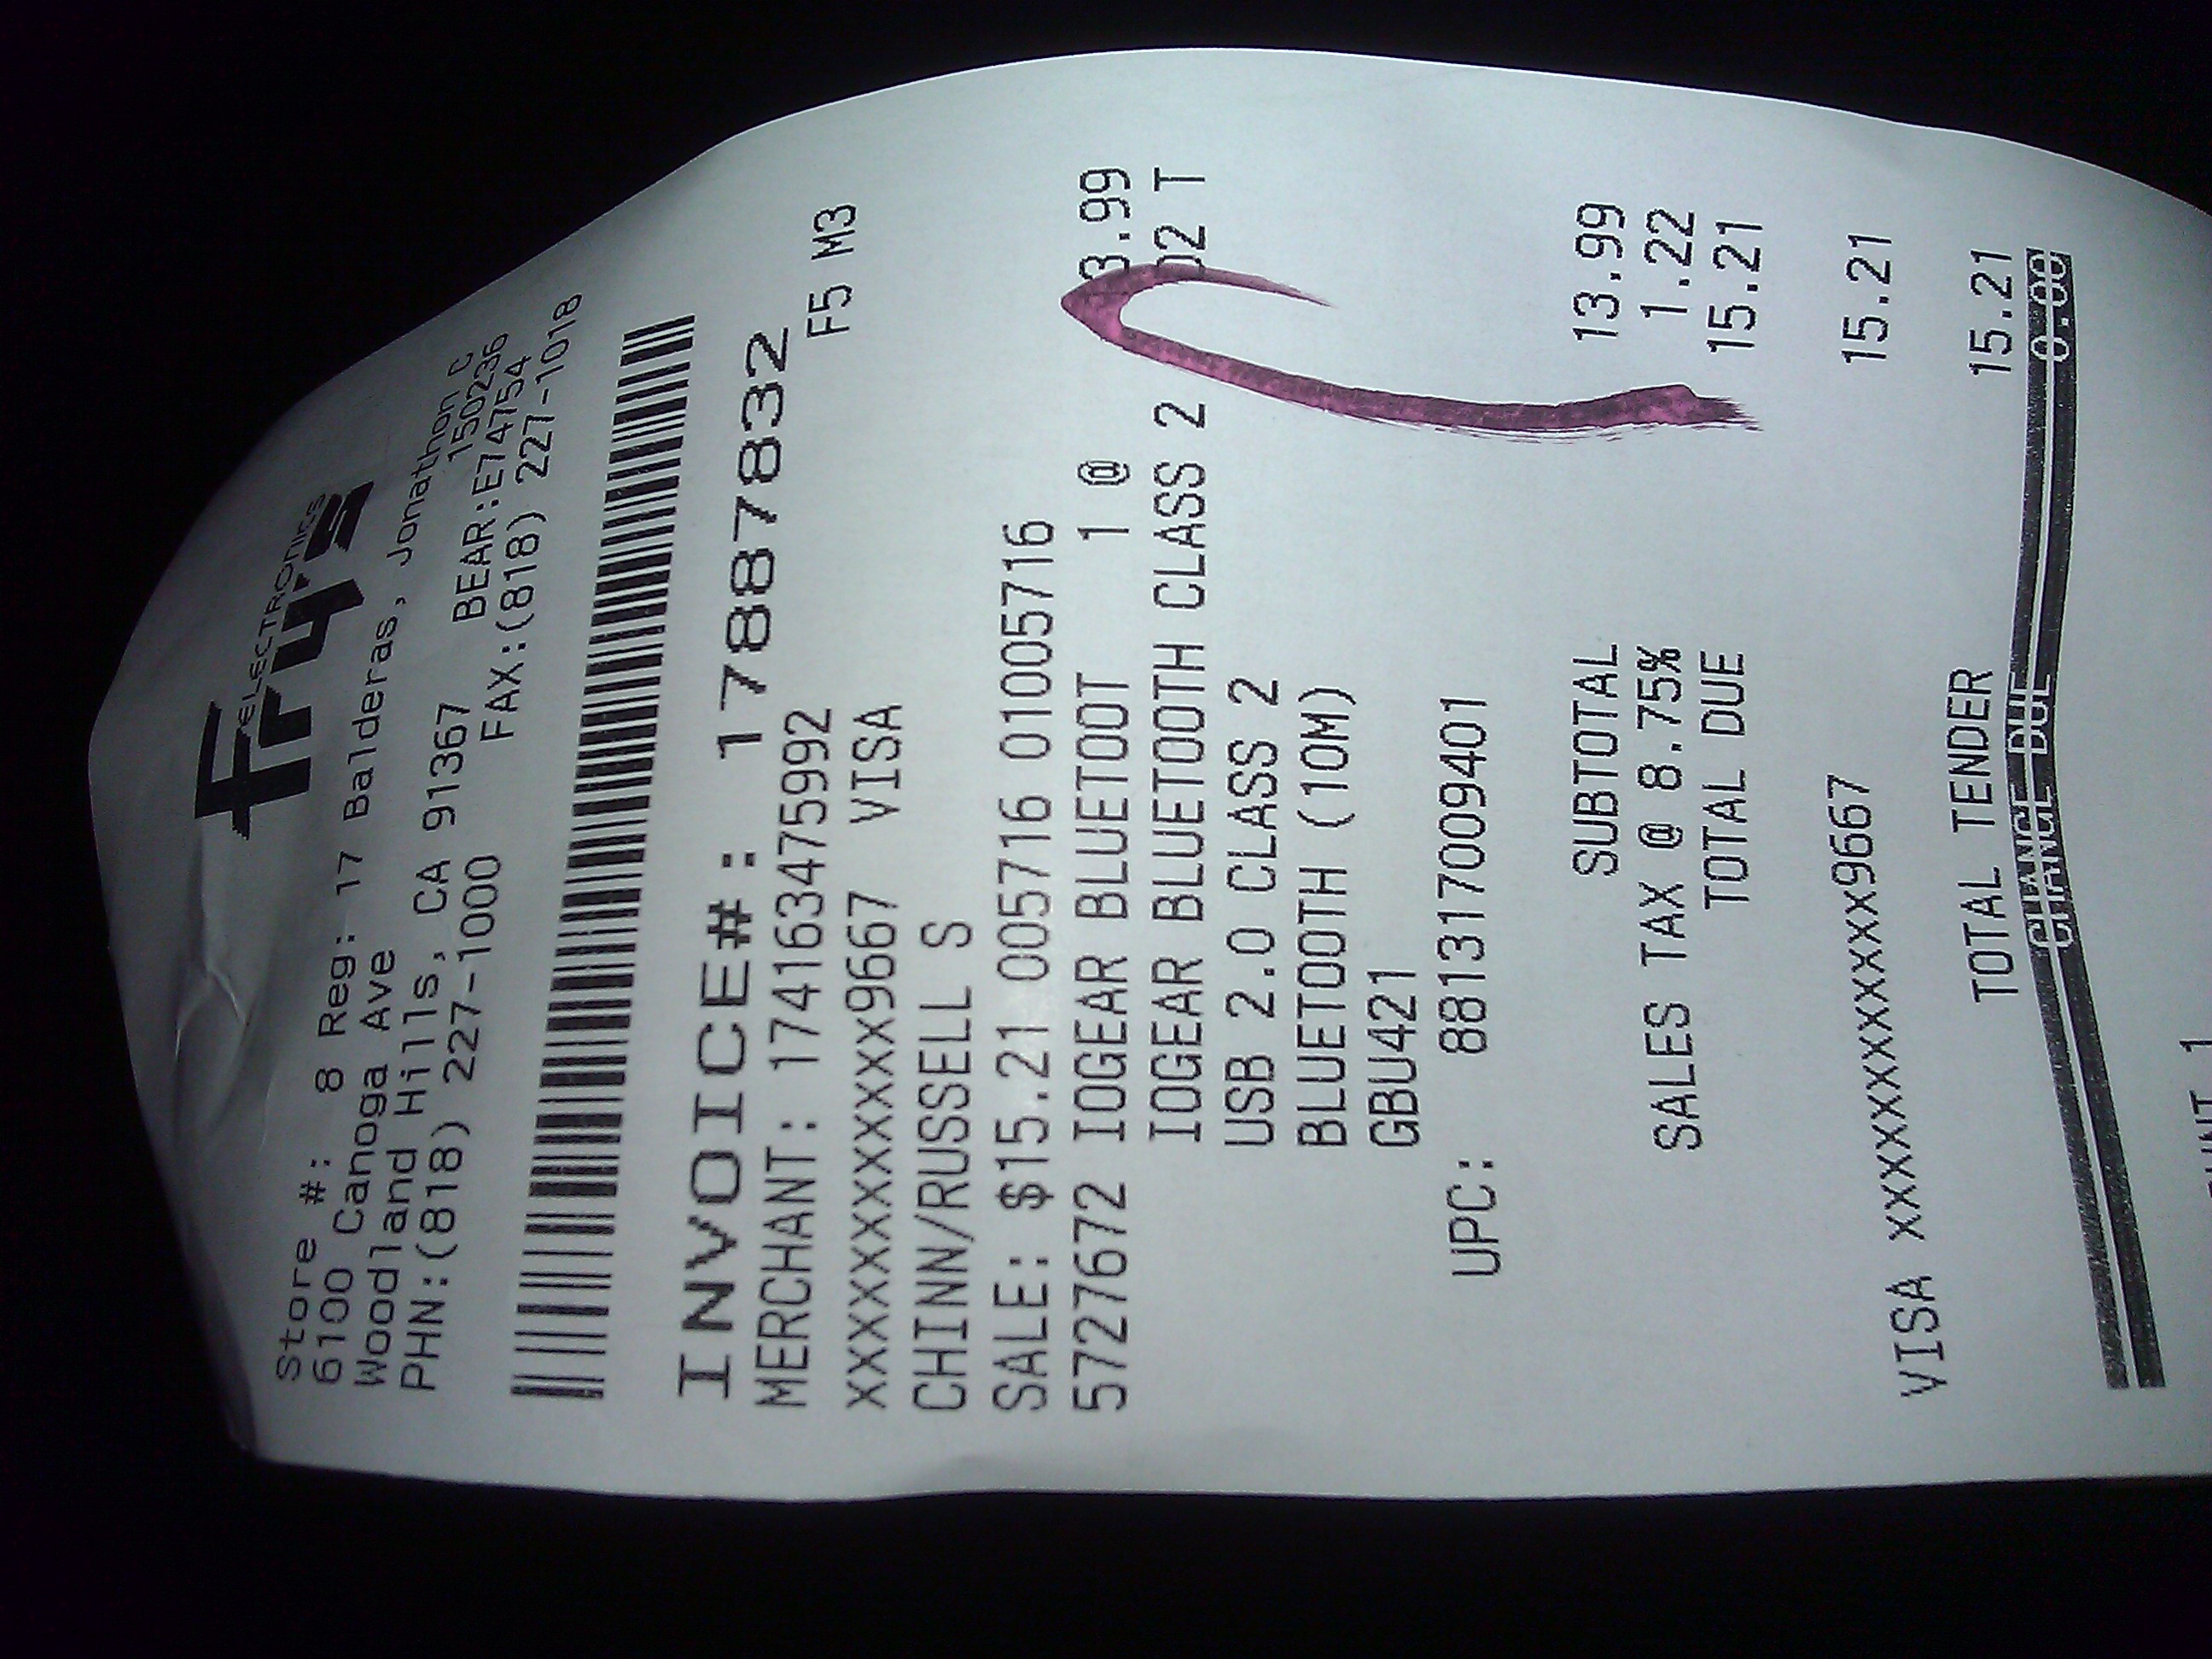 Fry's
ELECTRONICS
Store #: 8 Reg: 17 Balderas, Jonathon C
6100 Canoga Ave 150236
Woodland Hills, CA 91367 BEAR:E74754
PHN:(818) 227-1000 FAX:(818) 227-1018
INVOICE#: 17887832
MERCHANT: 174163475992 F5 M3
XXXXXXXXXXXX9667 VISA
CHINN/RUSSELL S
SALE: $15.21 005716 01005716
5727672 IOGEAR BLUETOOT 1 @ 3.99
IOGEAR BLUETOOTH CLASS 2 02 T
USB 2.0 CLASS 2
BLUETOOTH (10M)
GBU421
UPC: 881317009401
SUBTOTAL 13.99
SALES TAX @ 8.75% 1.22
TOTAL DUE 15.21
VISA XXXXXXXXXXXX9667 15.21
TOTAL TENDER 15.21
CHANGE DUE 0.00